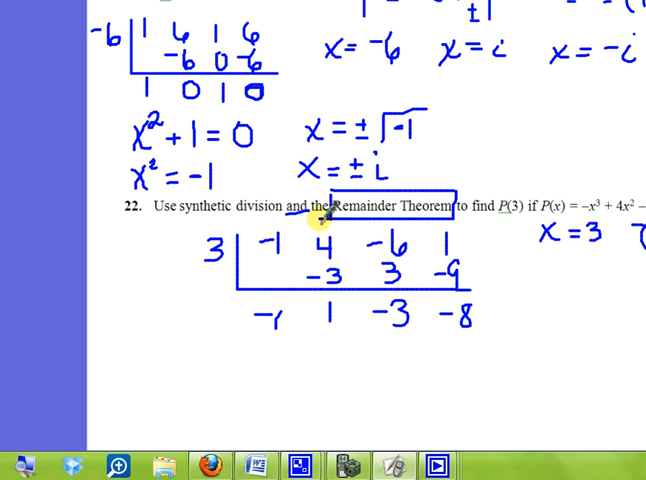 ±1
-6 | 1 6 1 6
-6 0 -6
1 0 1 0
x = -6 x = i x = -i
x² + 1 = 0 x = ±√-1
x² = -1 x = ± i
22. Use synthetic division and the Remainder Theorem to find P(3) if P(x) = –x³ + 4x² –
x = 3
3 | -1 4 -6 1
-3 3 -9
-1 1 -3 -8